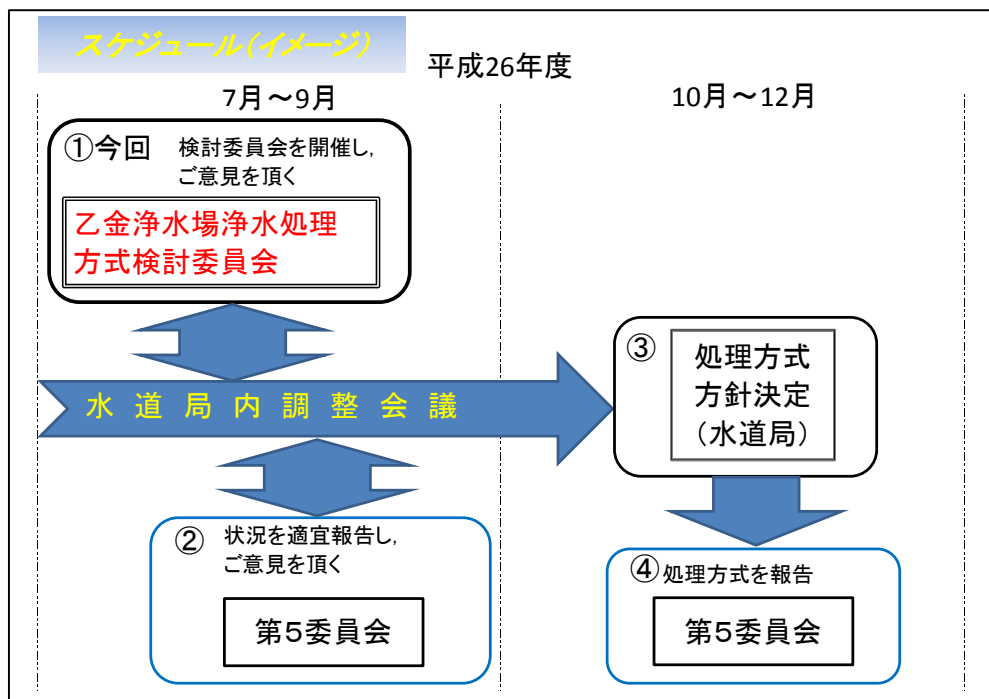 スケジュール(イメージ)
平成26年度
7月～9月
10月～12月
①今回 検討委員会を開催し,
ご意見を頂く
乙金浄水場浄水処理
方式検討委員会
水道局内調整会議
③
処理方式
方針決定
(水道局)
② 状況を適宜報告し,
ご意見を頂く
第5委員会
④処理方式を報告
第5委員会